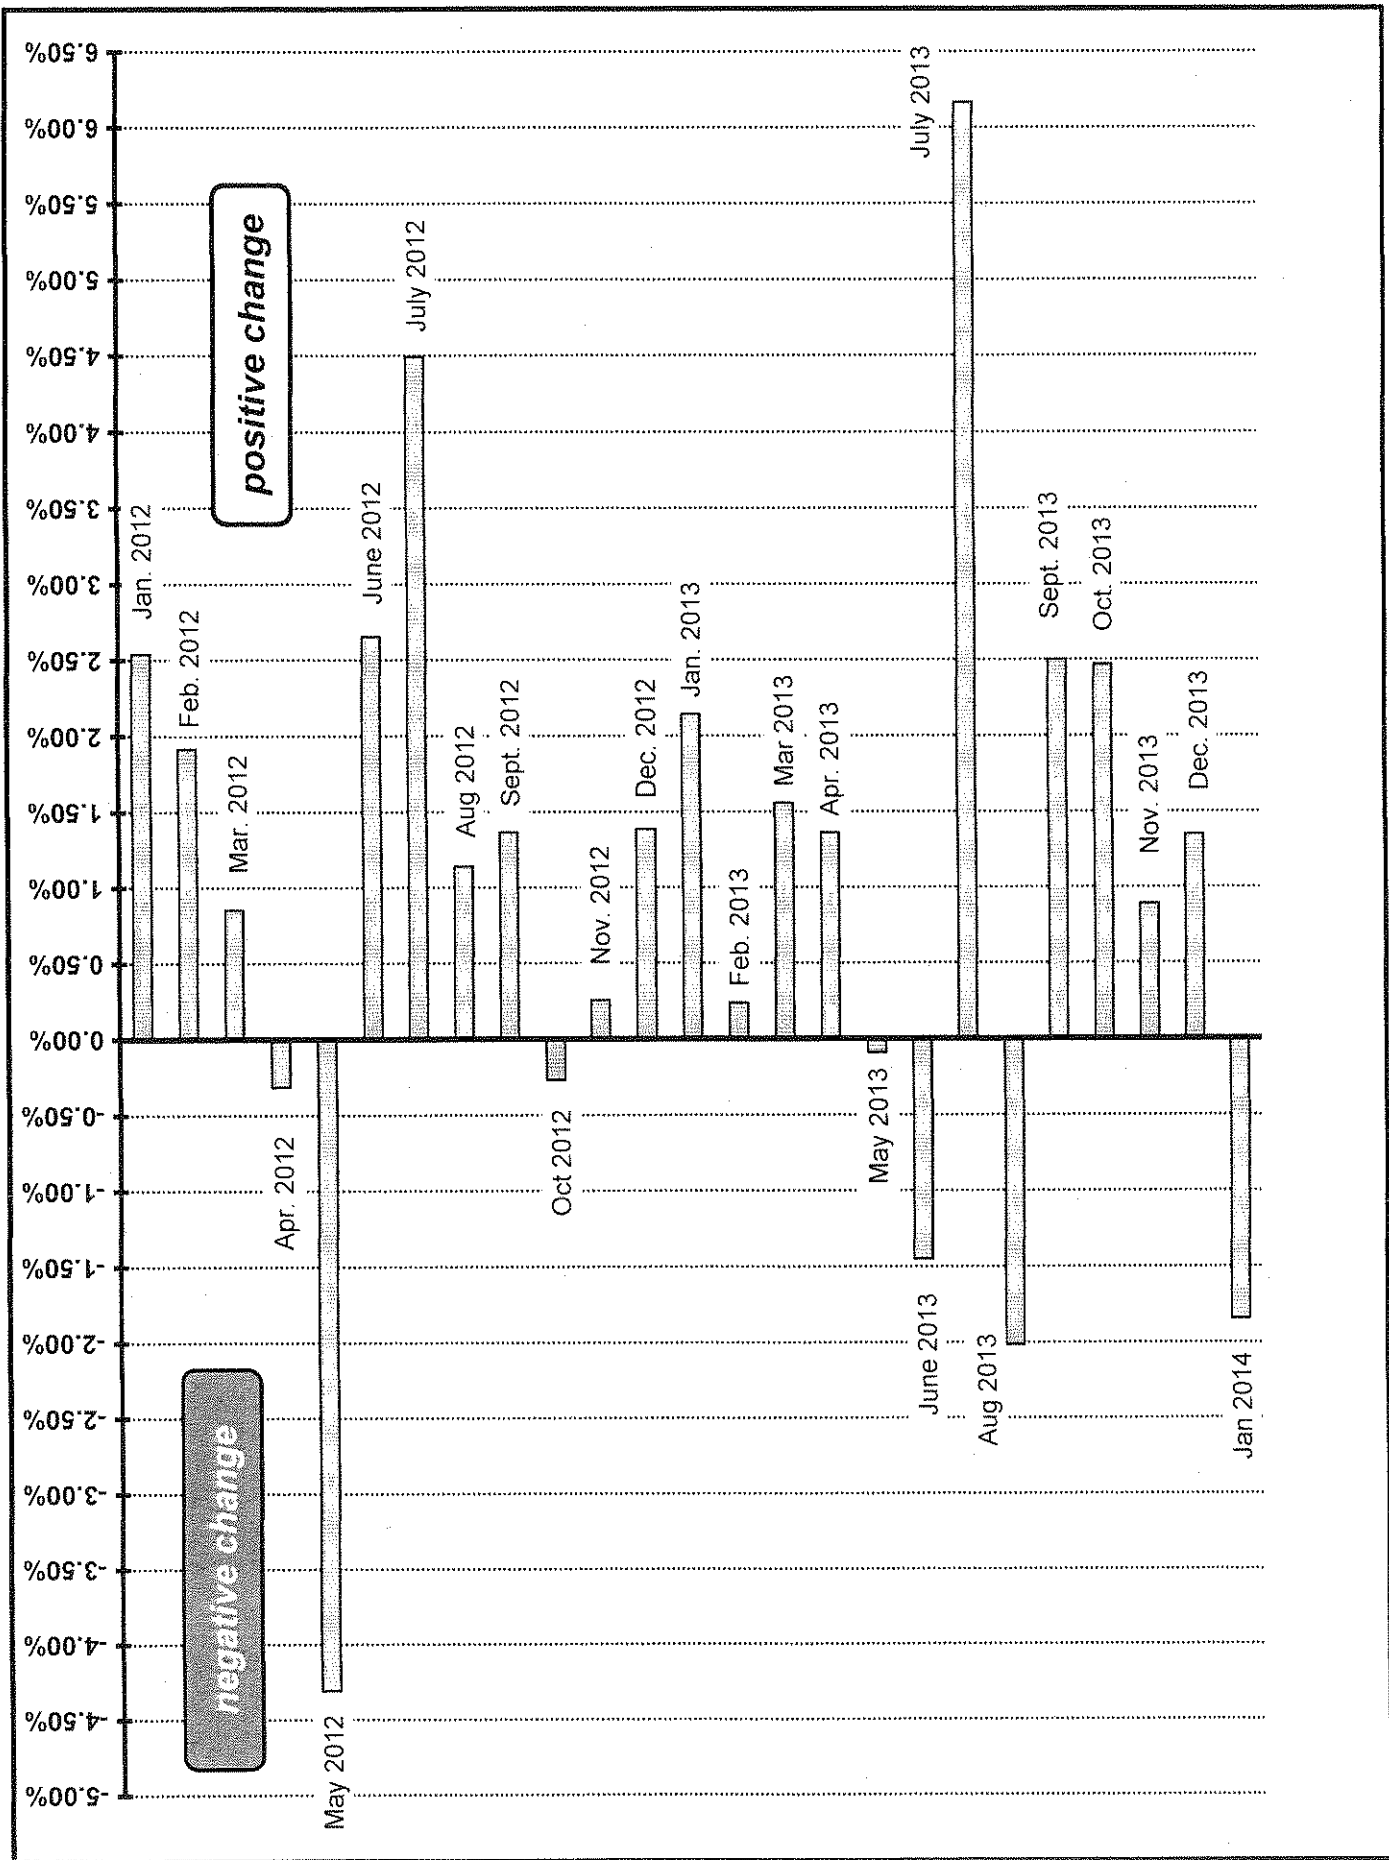 6.50%
6.00%
5.50%
5.00%
4.50%
4.00%
3.50%
3.00%
2.50%
2.00%
1.50%
1.00%
0.50%
0.00%
-0.50%
-1.00%
-1.50%
-2.00%
-2.50%
-3.00%
-3.50%
-4.00%
-4.50%
-5.00%
positive change
negative change
Jan. 2012
Feb. 2012
Mar. 2012
Apr. 2012
May 2012
June 2012
July 2012
Aug 2012
Sept. 2012
Oct 2012
Nov. 2012
Dec. 2012
Jan. 2013
Feb. 2013
Mar 2013
Apr. 2013
May 2013
June 2013
July 2013
Aug 2013
Sept. 2013
Oct. 2013
Nov. 2013
Dec. 2013
Jan 2014